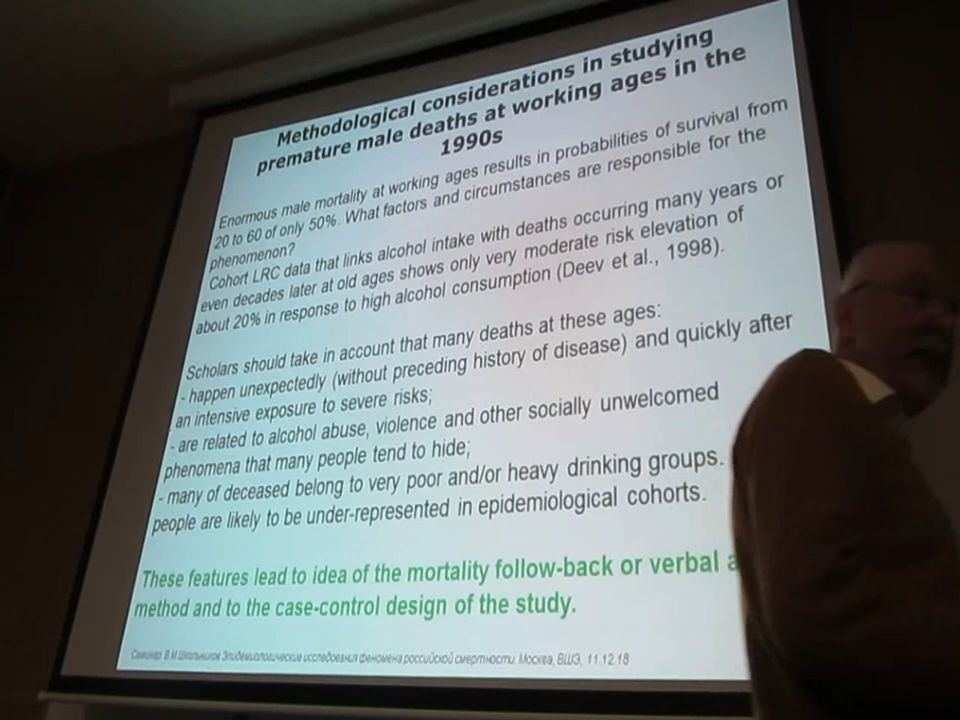 Methodological considerations in studying
premature male deaths at working ages in the
1990s
Enormous male mortality at working ages results in probabilities of survival from
20 to 60 of only 50%. What factors and circumstances are responsible for the
phenomenon?
Cohort LRC data that links alcohol intake with deaths occurring many years or
even decades later at old ages shows only very moderate risk elevation of
about 20% in response to high alcohol consumption (Deev et al., 1998).
Scholars should take in account that many deaths at these ages:
- happen unexpectedly (without preceding history of disease) and quickly after
an intensive exposure to severe risks;
- are related to alcohol abuse, violence and other socially unwelcomed
phenomena that many people tend to hide;
- many of deceased belong to very poor and/or heavy drinking groups.
people are likely to be under-represented in epidemiological cohorts.
These features lead to idea of the mortality follow-back or verbal a
method and to the case-control design of the study.
Семинар. В.М.Школьников Эпидемиологические исследования феномена российской смертности. Москва, ВШЭ, 11.12.18